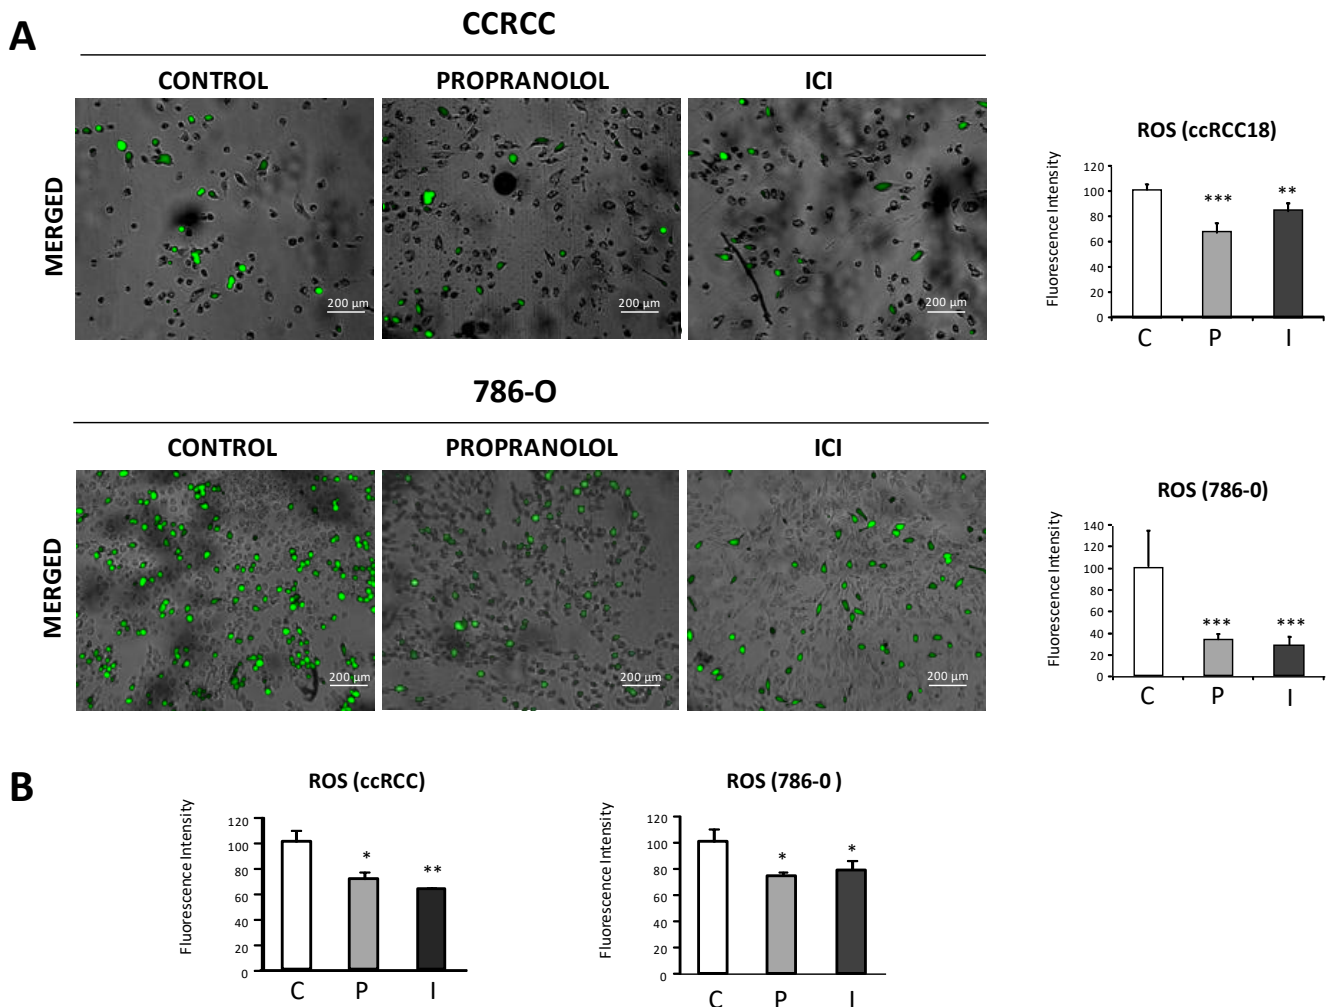 A
CCRCC
CONTROL PROPRANOLOL ICI
MERGED
200 µm 200 µm 200 µm
ROS (ccRCC18)
Fluorescence Intensity
120
100
80
60
40
20
0
*** **
C P I
786-O
CONTROL PROPRANOLOL ICI
MERGED
200 µm 200 µm 200 µm
ROS (786-0)
Fluorescence Intensity
140
120
100
80
60
40
20
0
*** ***
C P I
B
ROS (ccRCC)
Fluorescence Intensity
120
100
80
60
40
20
0
* **
C P I
ROS (786-0 )
Fluorescence Intensity
120
100
80
60
40
20
0
* *
C P I